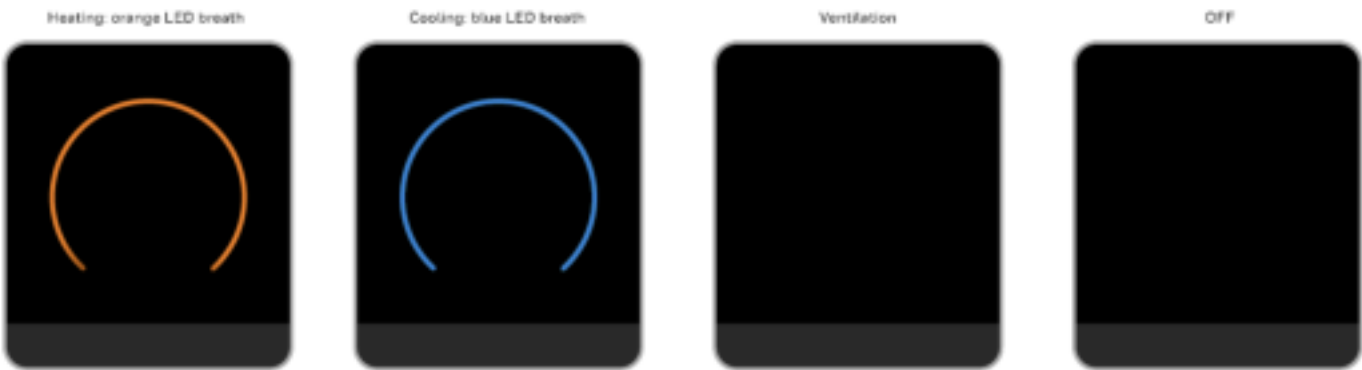 Heating: orange LED breath
Cooling: blue LED breath
Ventilation
OFF